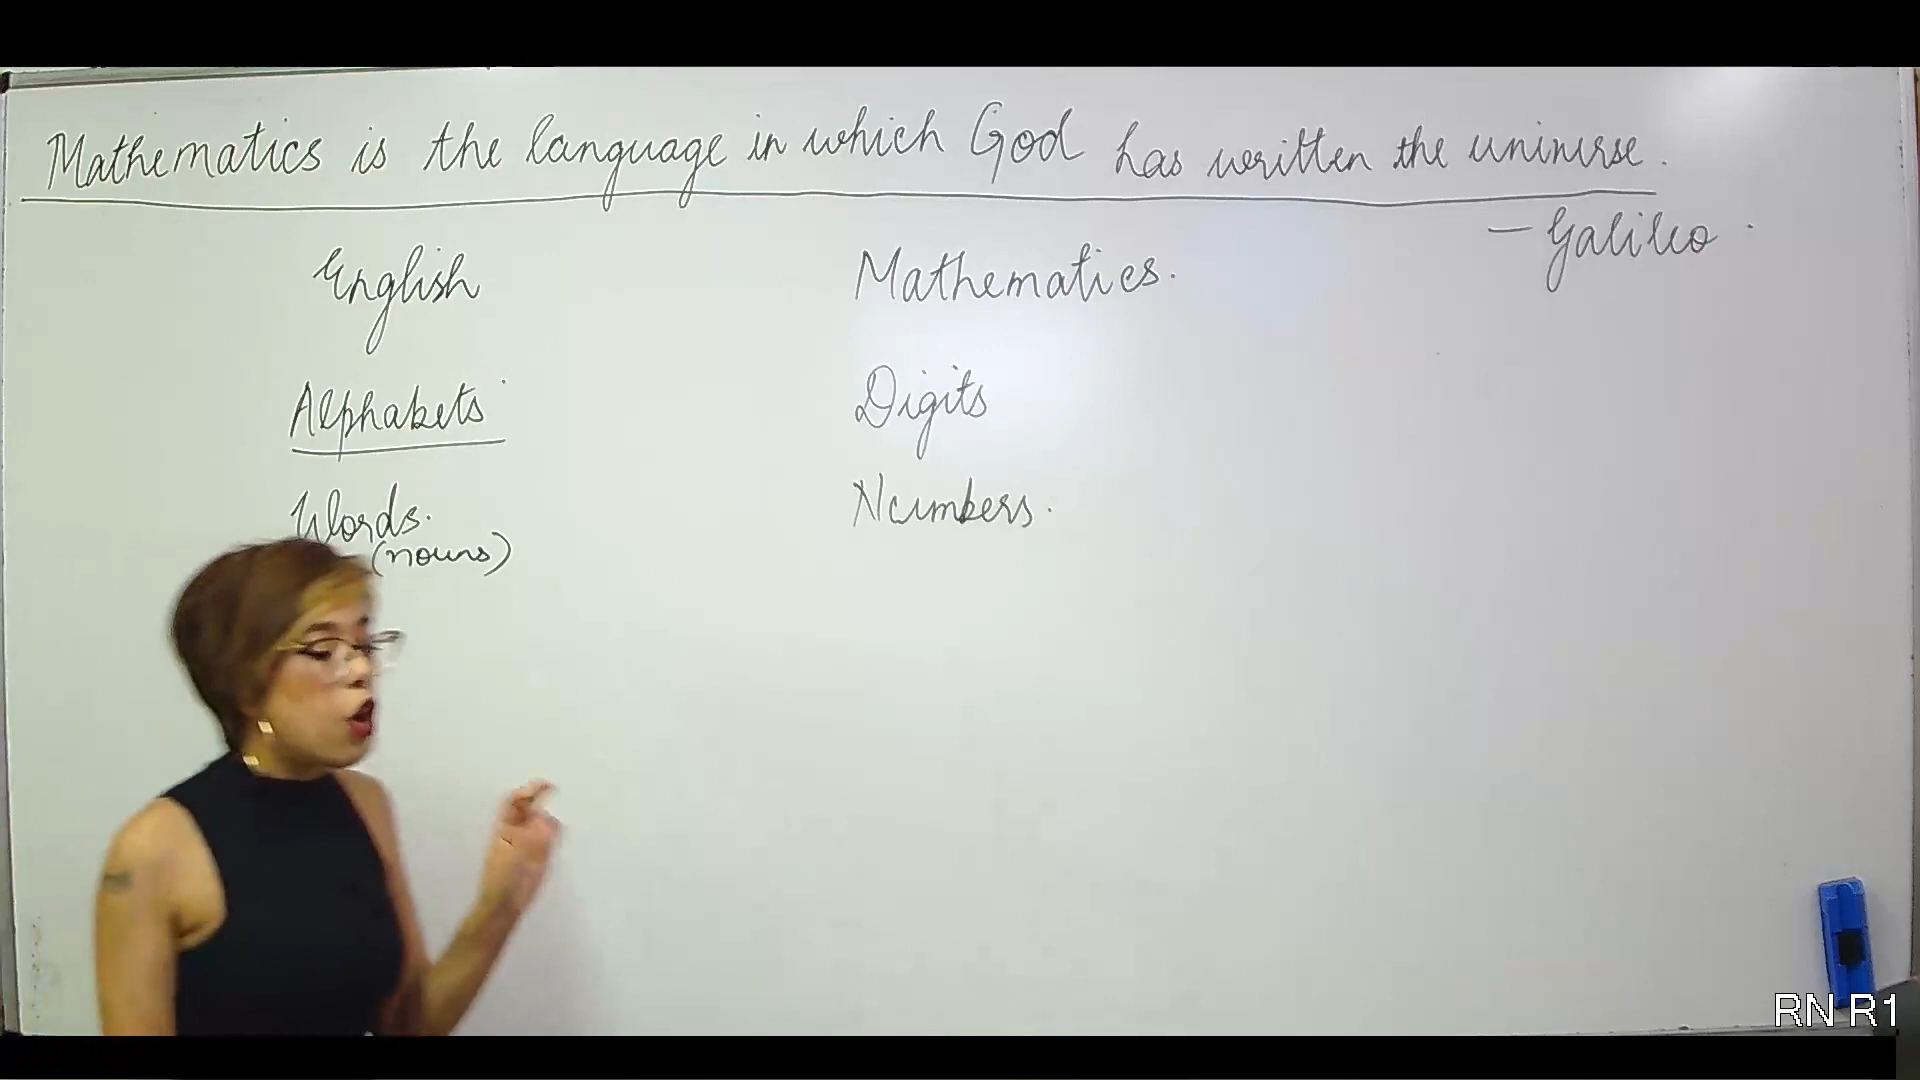 Mathematics is the language in which God has written the universe.
— Galileo.
English Mathematics.
Alphabets Digits
Words. Numbers.
(nouns)
RN R1